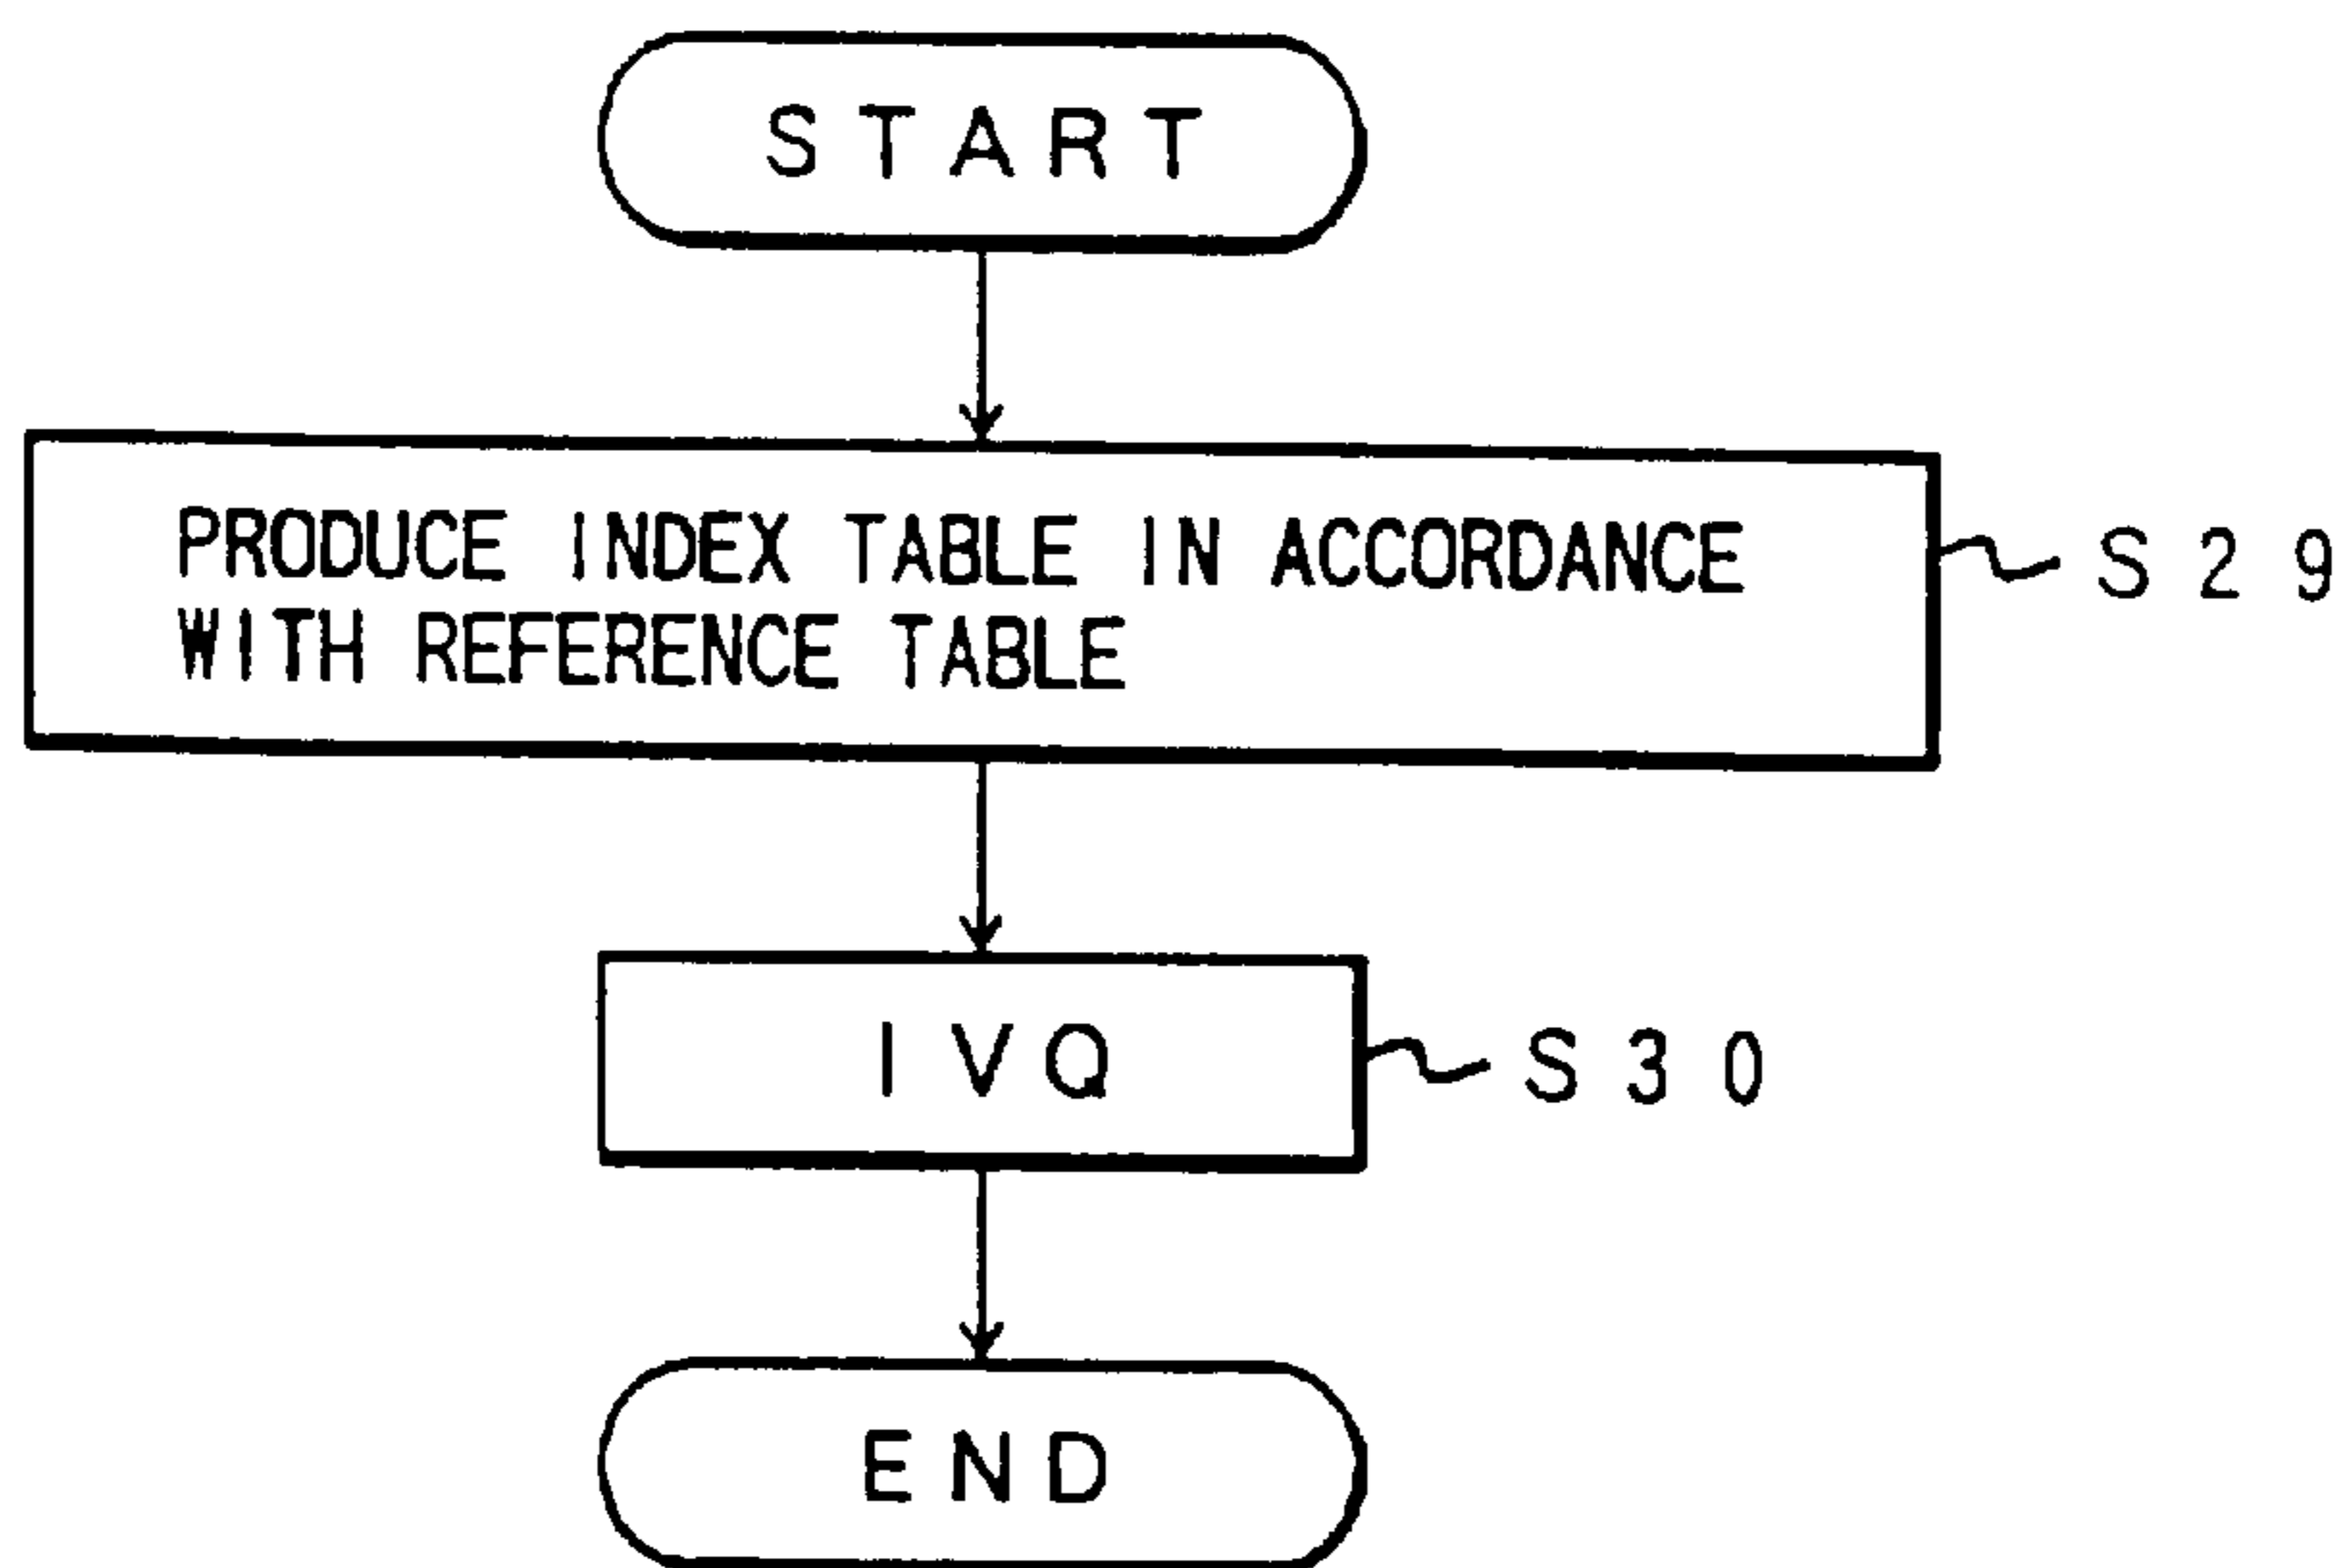 START
PRODUCE INDEX TABLE IN ACCORDANCE
WITH REFERENCE TABLE
S29
IVQ
S30
END